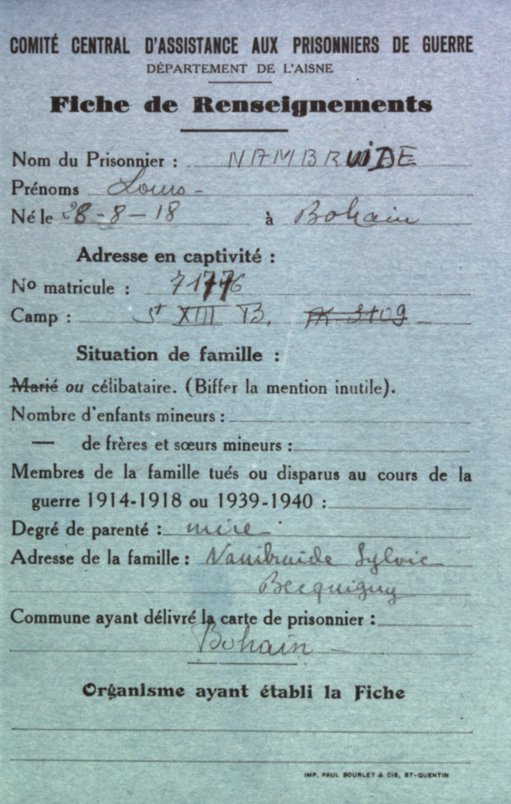 COMITÉ CENTRAL D'ASSISTANCE AUX PRISONNIERS DE GUERRE
DÉPARTEMENT DE L'AISNE
Fiche de Renseignements
Nom du Prisonnier : NAMBRUIDE
Prénoms Louis -
Né le 28-8-18 à Bohain
Adresse en captivité :
No matricule : 71776
Camp : St XIII B.
Situation de famille :
Marié ou célibataire. (Biffer la mention inutile).
Nombre d'enfants mineurs :
— de frères et sœurs mineurs :
Membres de la famille tués ou disparus au cours de la
guerre 1914-1918 ou 1939-1940 :
Degré de parenté : mère
Adresse de la famille : Nambruide Sylvie
Becquigny
Commune ayant délivré la carte de prisonnier :
Bohain
Organisme ayant établi la Fiche
IMP. PAUL BOURLET & CIE, ST-QUENTIN